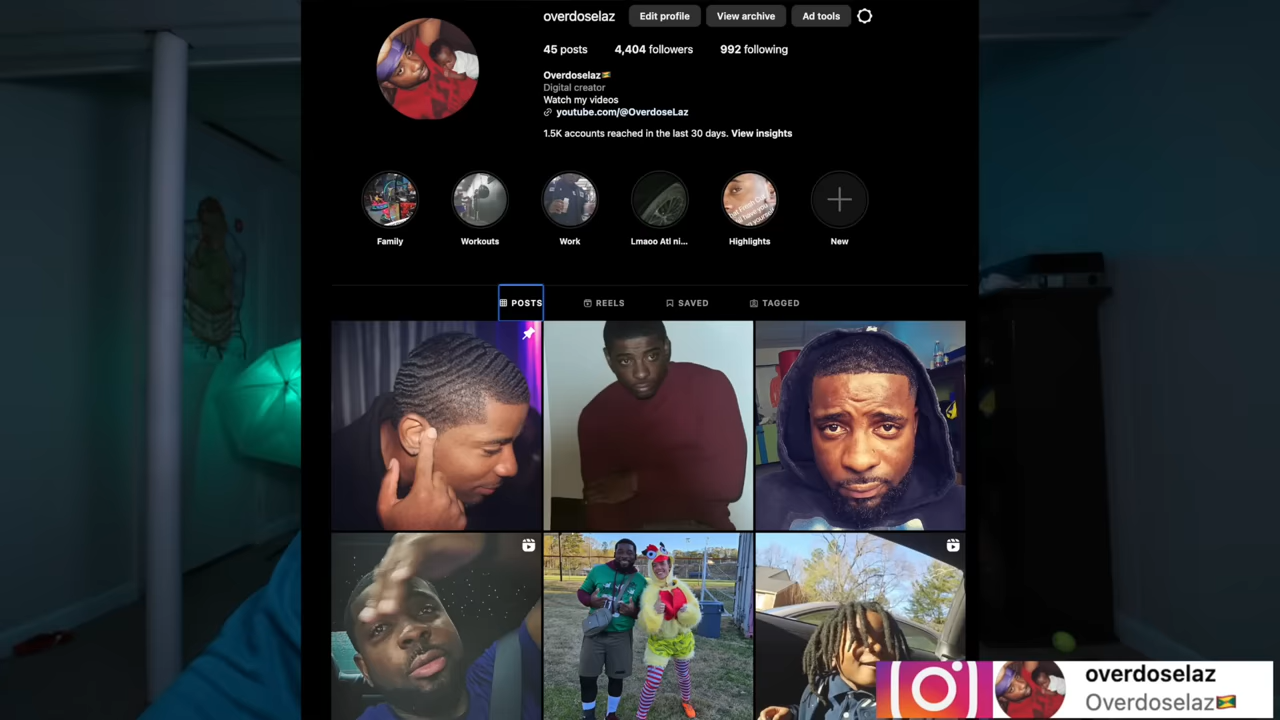 overdoselaz
Edit profile
View archive
Ad tools
45 posts
4,404 followers
992 following
Overdoselaz🇬🇩
Digital creator
Watch my videos
youtube.com/@OverdoseLaz
1.5K accounts reached in the last 30 days. View insights
Family
Workouts
Work
Lmaoo Atl ni...
Highlights
New
POSTS
REELS
SAVED
TAGGED
overdoselaz
Overdoselaz🇬🇩